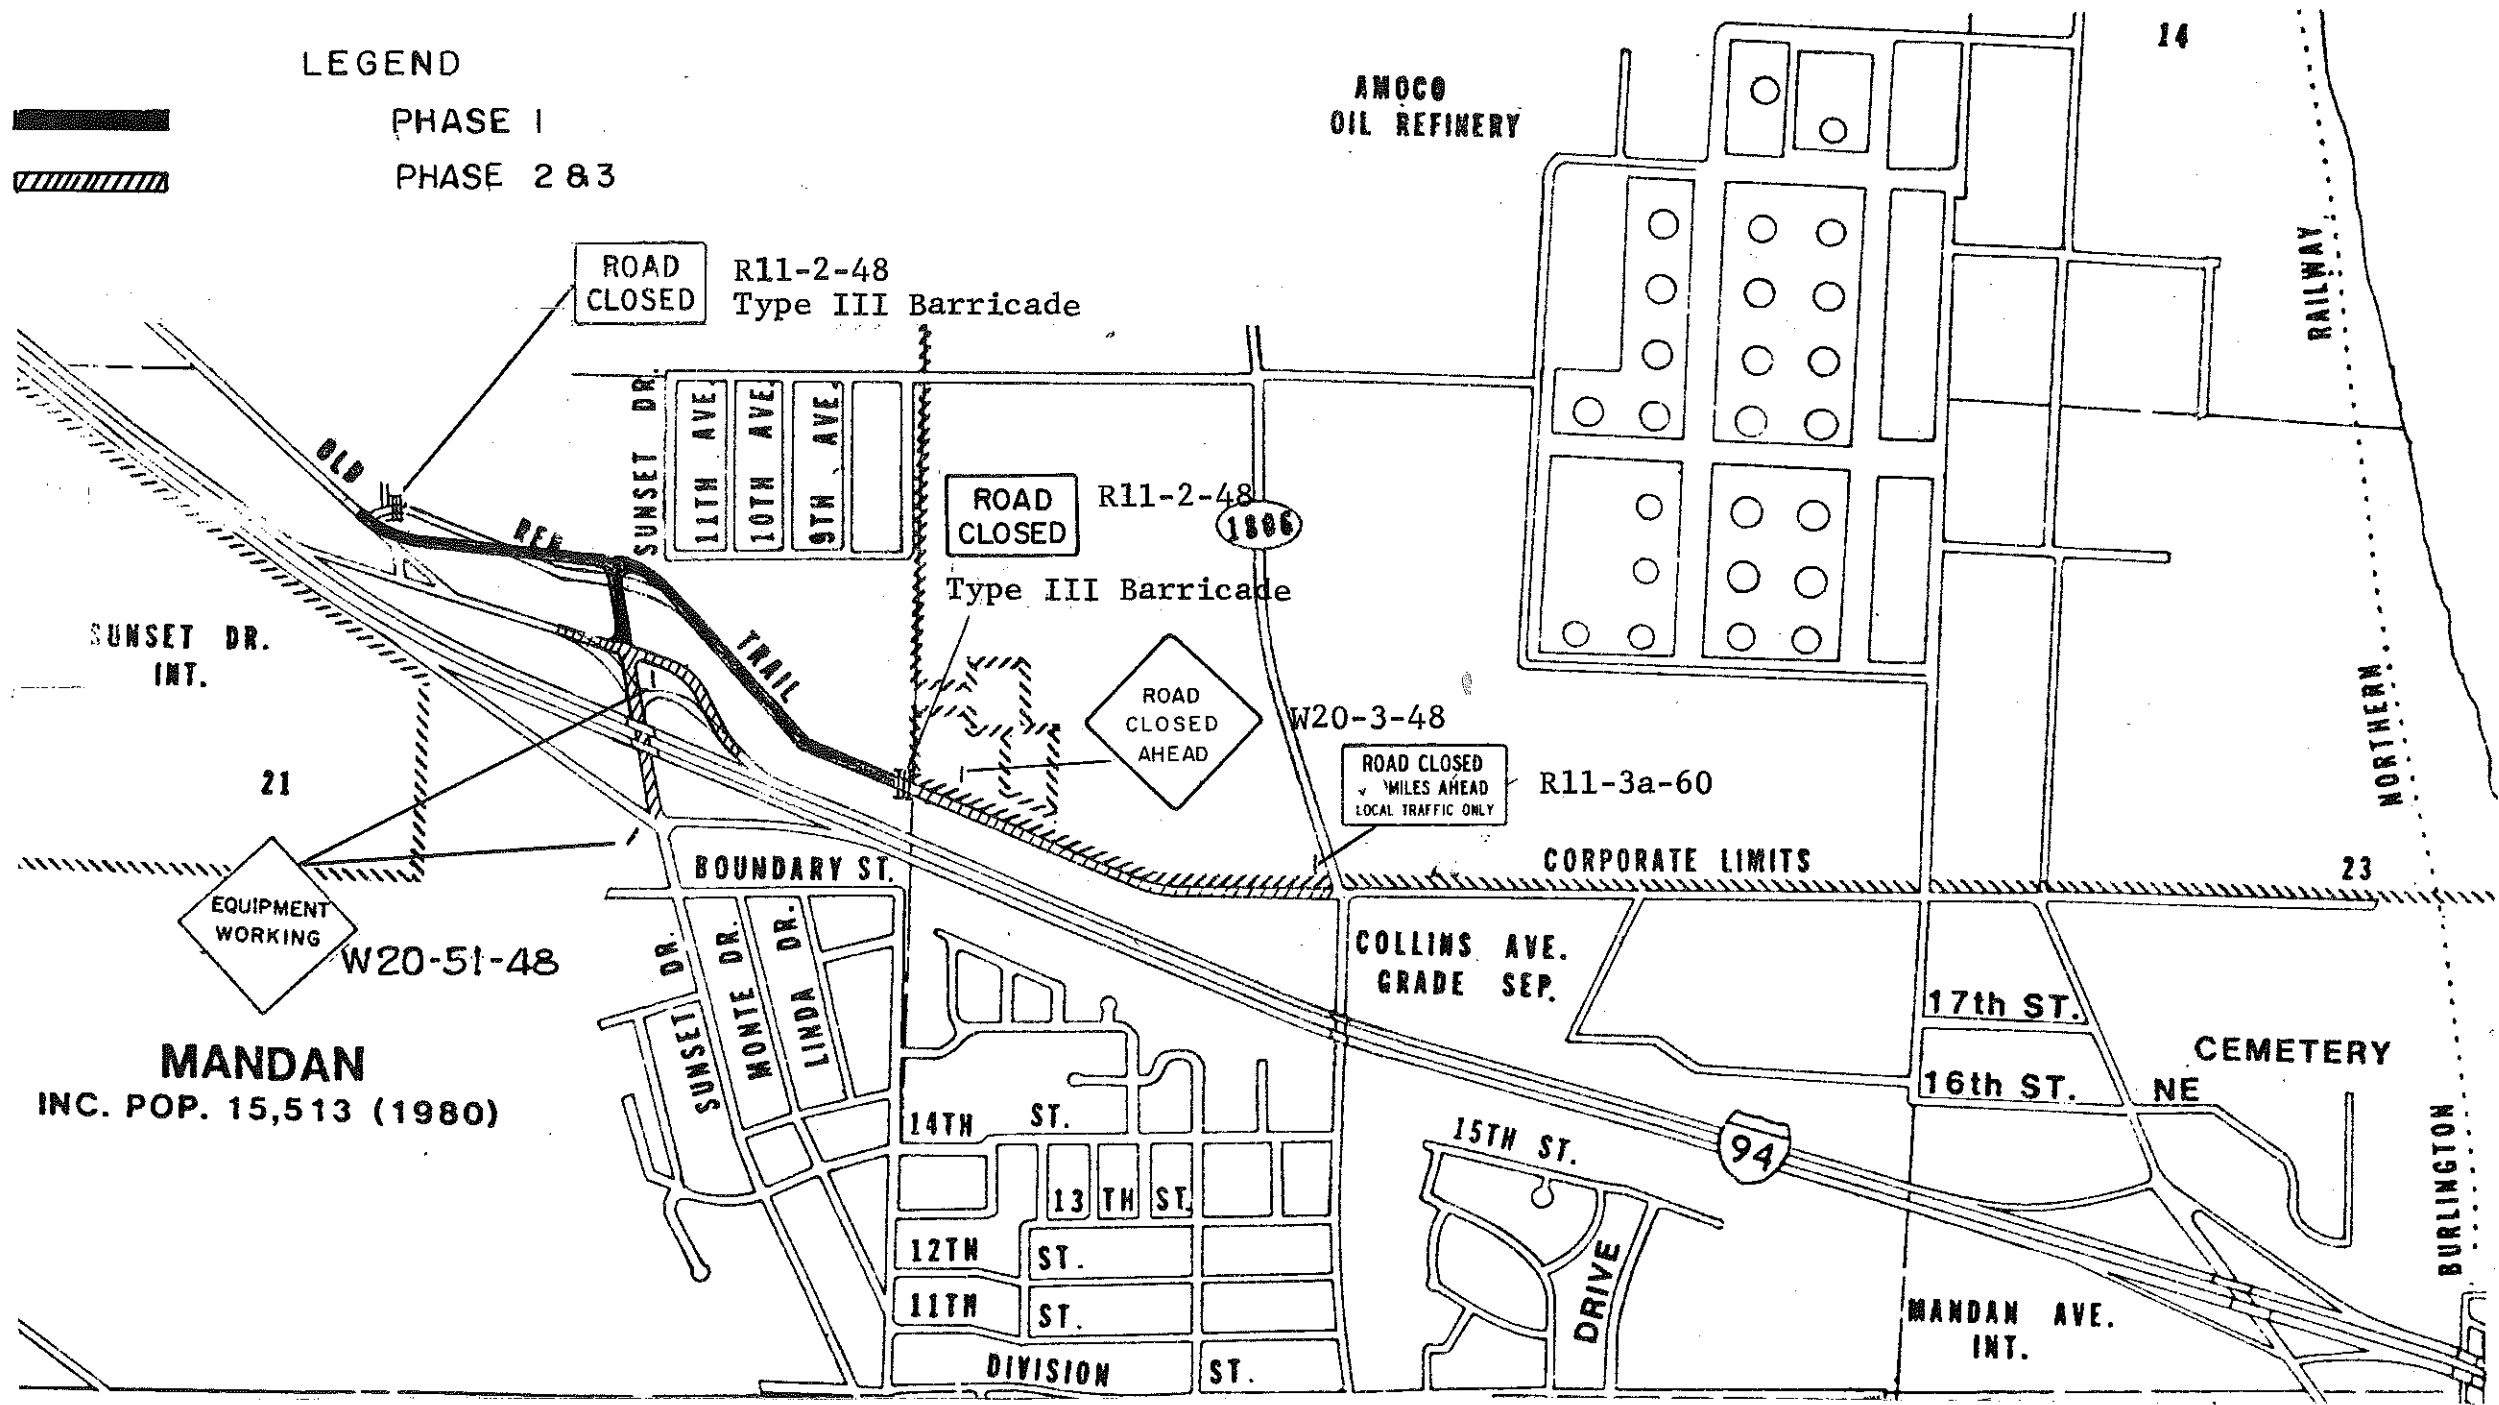 LEGEND
PHASE 1
PHASE 2 & 3
14
AMOCO
OIL REFINERY
ROAD
CLOSED
R11-2-48
Type III Barricade
RAILWAY
OLD
RED
TRAIL
SUNSET DR.
11TH AVE.
10TH AVE.
9TH AVE.
ROAD
CLOSED
R11-2-48
Type III Barricade
1806
SUNSET DR.
INT.
ROAD
CLOSED
AHEAD
W20-3-48
ROAD CLOSED
MILES AHEAD
LOCAL TRAFFIC ONLY
R11-3a-60
NORTHERN
21
BOUNDARY ST.
CORPORATE LIMITS
23
EQUIPMENT
WORKING
W20-51-48
SUNSET DR.
MONTE DR.
LINDA DR.
COLLINS AVE.
GRADE SEP.
17th ST.
CEMETERY
16th ST. NE
MANDAN
INC. POP. 15,513 (1980)
14TH ST.
15TH ST.
94
13TH ST.
BURLINGTON
12TH ST.
11TH ST.
DRIVE
MANDAN AVE.
INT.
DIVISION ST.